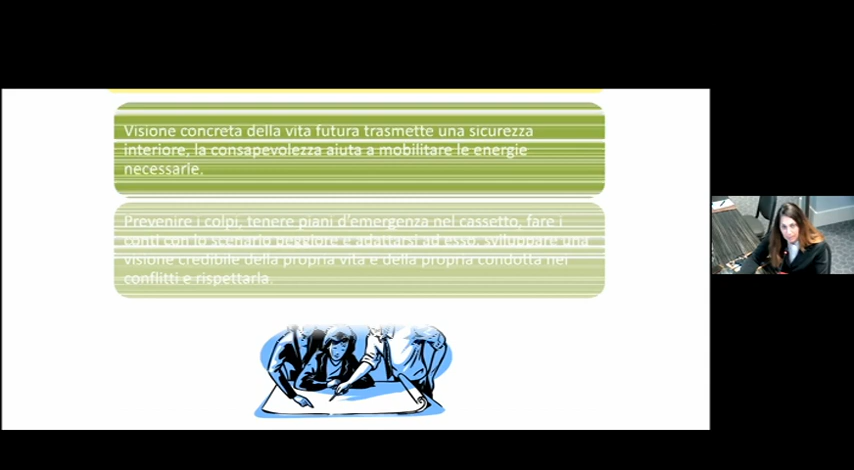 Visione concreta della vita futura trasmette una sicurezza
interiore, la consapevolezza aiuta a mobilitare le energie
necessarie.
Prevenire i colpi, tenere piani d'emergenza nel cassetto, fare i
conti con lo scenario peggiore e adattarsi ad esso, sviluppare una
visione credibile della propria vita e della propria condotta nei
conflitti e rispettarla.